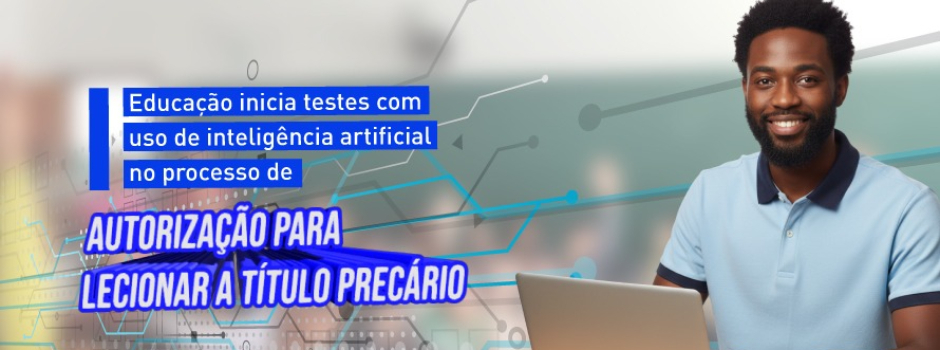 Educação inicia testes com
uso de inteligência artificial
no processo de
AUTORIZAÇÃO PARA
LECIONAR A TÍTULO PRECÁRIO